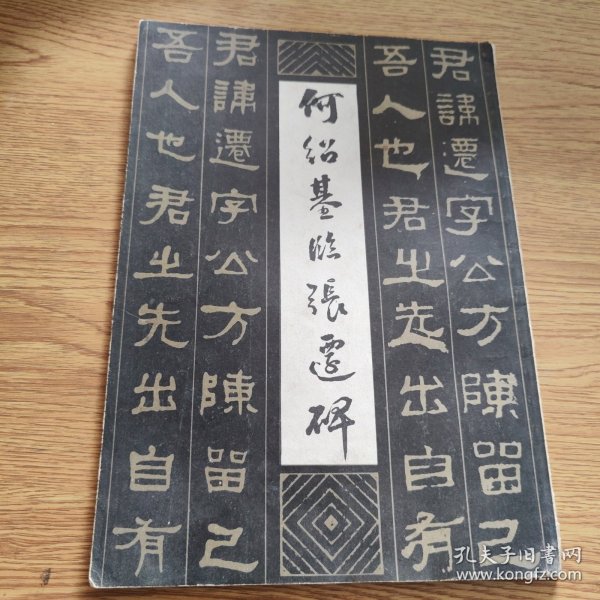 君諱遷字公方陳留己
吾人也君之先出自有
何紹基临張遷碑
君諱遷字公方陳留己
吾人也君之先出自有
孔夫子旧書网
www.kongfz.com